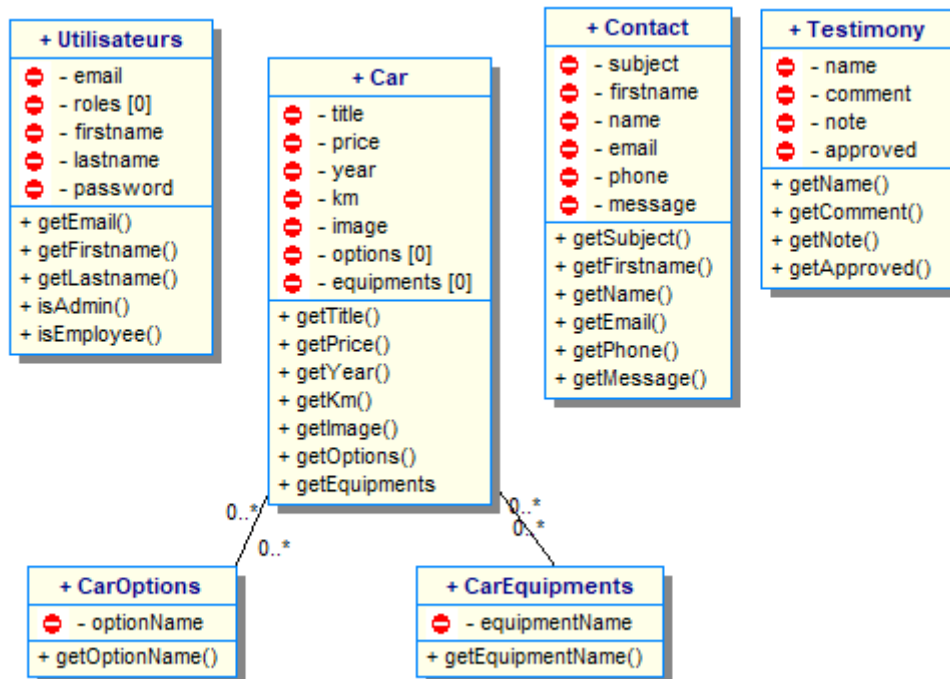 + Utilisateurs
- email
- roles [0]
- firstname
- lastname
- password
+ getEmail()
+ getFirstname()
+ getLastname()
+ isAdmin()
+ isEmployee()
+ Car
- title
- price
- year
- km
- image
- options [0]
- equipments [0]
+ getTitle()
+ getPrice()
+ getYear()
+ getKm()
+ getImage()
+ getOptions()
+ getEquipments
+ Contact
- subject
- firstname
- name
- email
- phone
- message
+ getSubject()
+ getFirstname()
+ getName()
+ getEmail()
+ getPhone()
+ getMessage()
+ Testimony
- name
- comment
- note
- approved
+ getName()
+ getComment()
+ getNote()
+ getApproved()
0..*
0..*
0..*
0..*
+ CarOptions
- optionName
+ getOptionName()
+ CarEquipments
- equipmentName
+ getEquipmentName()